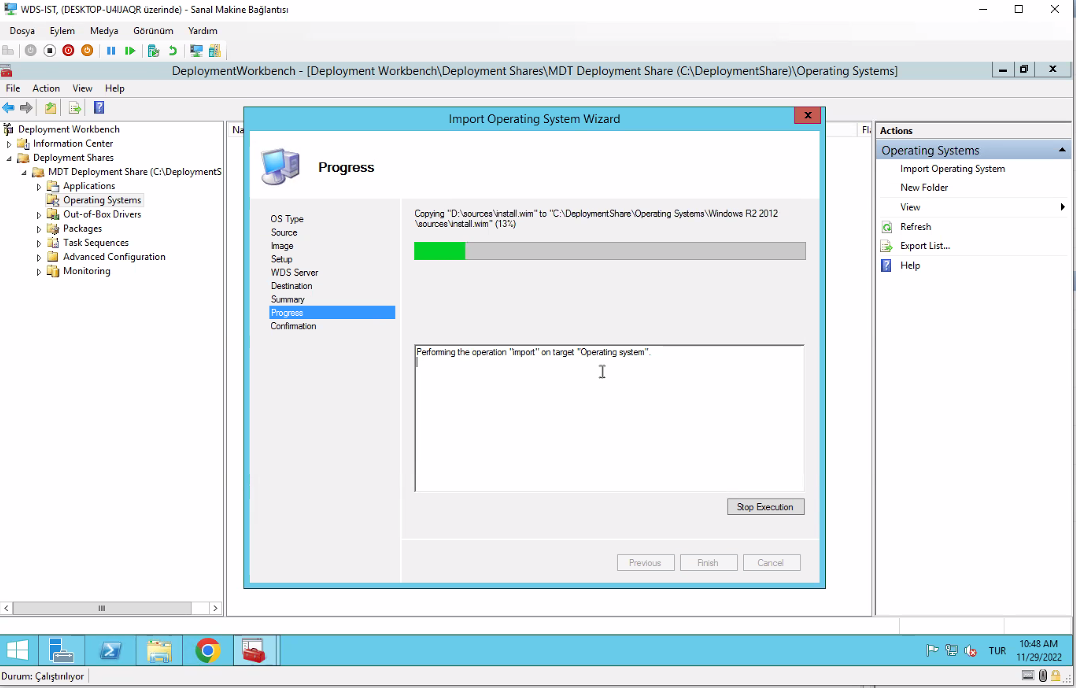 WDS-IST, (DESKTOP-U4IJAQR üzerinde) - Sanal Makine Bağlantısı
Dosya Eylem Medya Görünüm Yardım
DeploymentWorkbench - [Deployment Workbench\Deployment Shares\MDT Deployment Share (C:\DeploymentShare)\Operating Systems]
File Action View Help
Deployment Workbench
Information Center
Deployment Shares
MDT Deployment Share (C:\DeploymentS
Applications
Operating Systems
Out-of-Box Drivers
Packages
Task Sequences
Advanced Configuration
Monitoring
Na
Import Operating System Wizard
Progress
OS Type
Source
Image
Setup
WDS Server
Destination
Summary
Progress
Confirmation
Copying "D:\sources\install.wim" to "C:\DeploymentShare\Operating Systems\Windows R2 2012
\sources\install.wim" (13%)
Performing the operation "import" on target "Operating system".
Stop Execution
Previous Finish Cancel
Fl
Actions
Operating Systems
Import Operating System
New Folder
View
Refresh
Export List...
Help
TUR
10:48 AM
11/29/2022
Durum: Çalıştırılıyor